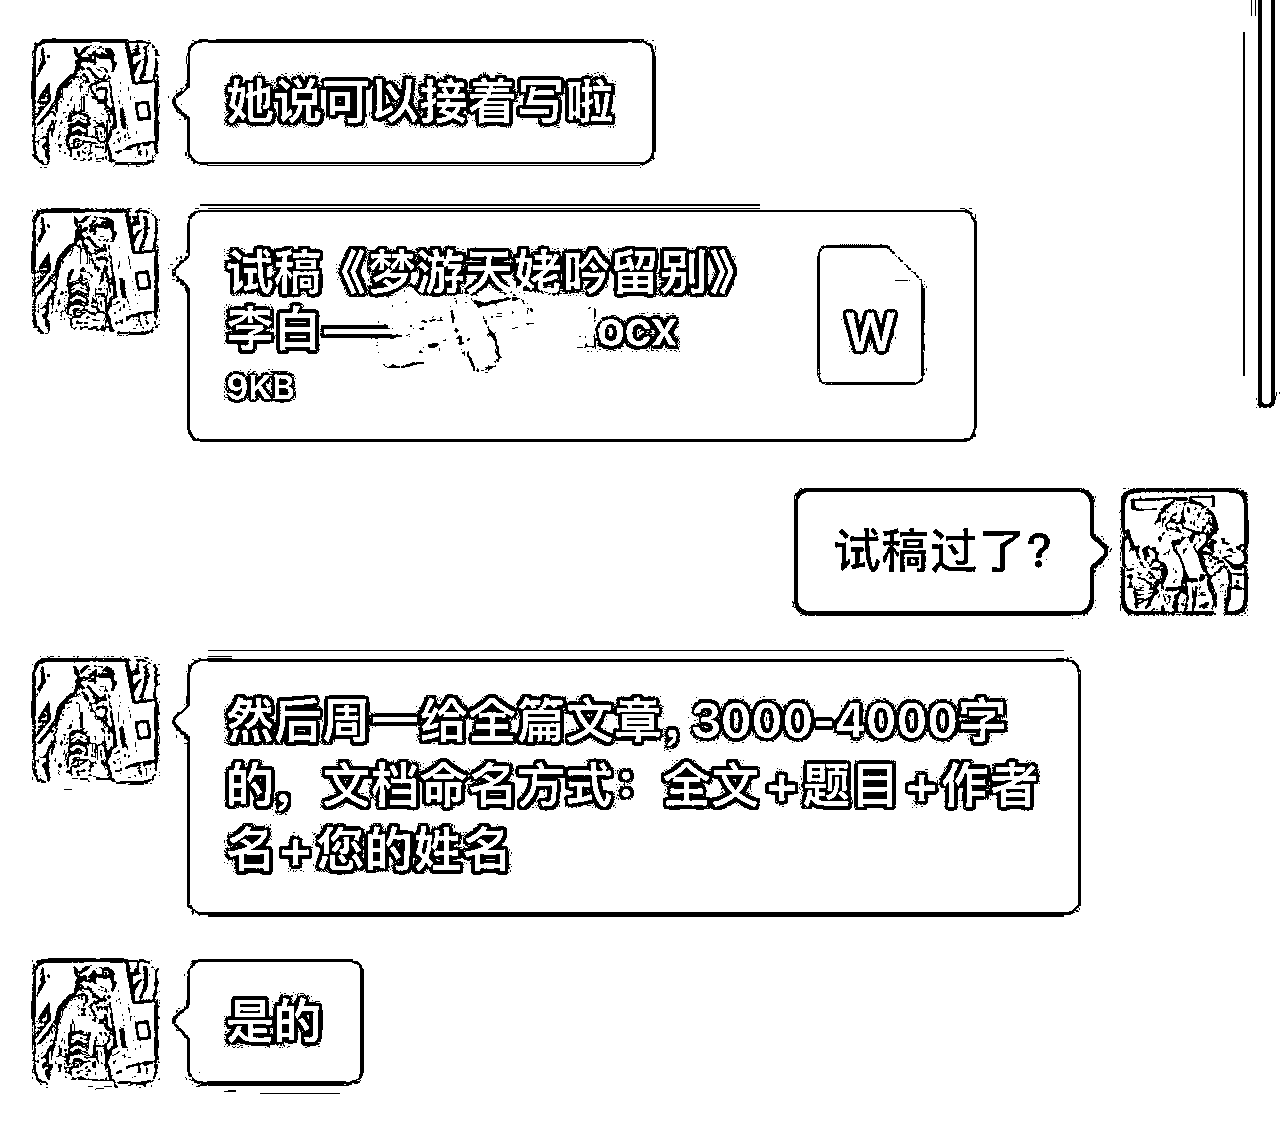 她说可以接着写啦
试稿《梦游天姥吟留别》
李白——ocx
W
9KB
试稿过了?
然后周一给全篇文章，3000-4000字
的，文档命名方式：全文+题目+作者
名+您的姓名
是的